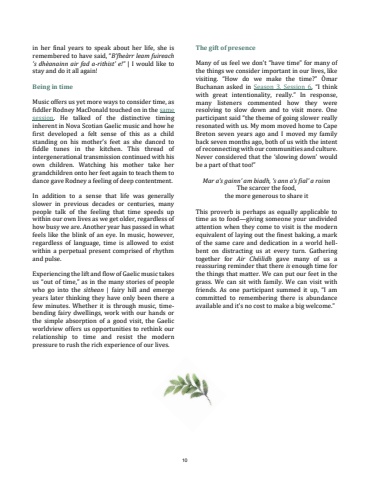 in her final years to speak about her life, she is
remembered to have said, "B'fheàrr leam fuireach
's dhèanainn air fad a-rithist' e!" | I would like to
stay and do it all again!
Being in time
Music offers us yet more ways to consider time, as
fiddler Rodney MacDonald touched on in the same
session. He talked of the distinctive timing
inherent in Nova Scotian Gaelic music and how he
first developed a felt sense of this as a child
standing on his mother's feet as she danced to
fiddle tunes in the kitchen. This thread of
intergenerational transmission continued with his
own children. Watching his mother take her
grandchildren onto her feet again to teach them to
dance gave Rodney a feeling of deep contentment.
In addition to a sense that life was generally
slower in previous decades or centuries, many
people talk of the feeling that time speeds up
within our own lives as we get older, regardless of
how busy we are. Another year has passed in what
feels like the blink of an eye. In music, however,
regardless of language, time is allowed to exist
within a perpetual present comprised of rhythm
and pulse.
Experiencing the lift and flow of Gaelic music takes
us "out of time," as in the many stories of people
who go into the sithean | fairy hill and emerge
years later thinking they have only been there a
few minutes. Whether it is through music, time-
bending fairy dwellings, work with our hands or
the simple absorption of a good visit, the Gaelic
worldview offers us opportunities to rethink our
relationship to time and resist the modern
pressure to rush the rich experience of our lives.
The gift of presence
Many of us feel we don't "have time" for many of
the things we consider important in our lives, like
visiting. "How do we make the time?" Òmar
Buchanan asked in Season 3, Session 6, "I think
with great intentionality, really." In response,
many listeners commented how they were
resolving to slow down and to visit more. One
participant said "the theme of going slower really
resonated with us. My mom moved home to Cape
Breton seven years ago and I moved my family
back seven months ago, both of us with the intent
of reconnecting with our communities and culture.
Never considered that the 'slowing down' would
be a part of that too!"
Mar a's gainn' am biadh, 's ann a's fial' a roinn
The scarcer the food,
the more generous to share it
This proverb is perhaps as equally applicable to
time as to food—giving someone your undivided
attention when they come to visit is the modern
equivalent of laying out the finest baking, a mark
of the same care and dedication in a world hell-
bent on distracting us at every turn. Gathering
together for Air Chèilidh gave many of us a
reassuring reminder that there is enough time for
the things that matter. We can put our feet in the
grass. We can sit with family. We can visit with
friends. As one participant summed it up, "I am
committed to remembering there is abundance
available and it's no cost to make a big welcome."
10